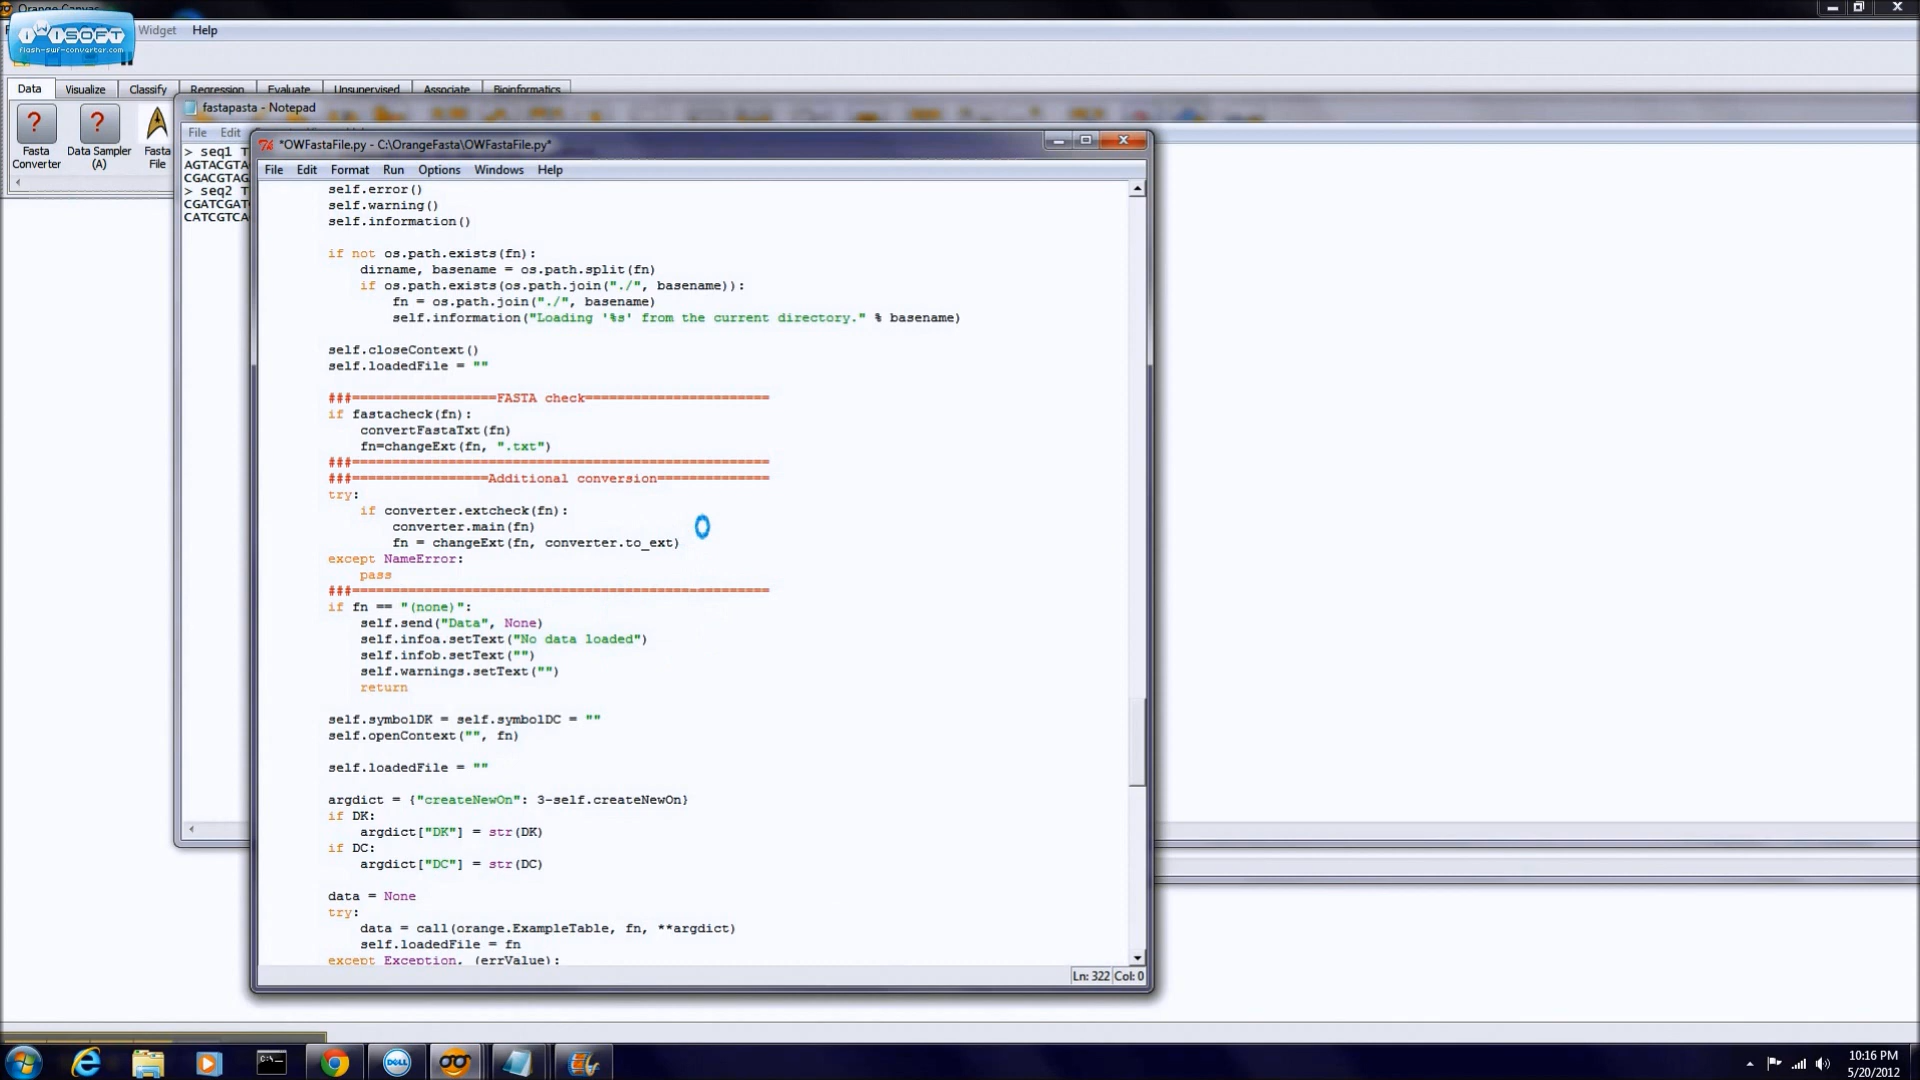 Orange Canvas
iWiSOFT
flash-swf-converter.com
Widget Help
Data Visualize Classify Regression Evaluate Unsupervised Associate Bioinformatics
Fasta Converter
Data Sampler (A)
Fasta File
fastapasta - Notepad
File Edit
> seq1 T
AGTACGTA
CGACGTAG
> seq2 T
CGATCGAT
CATCGTCA
*OWFastaFile.py - C:\OrangeFasta\OWFastaFile.py*
File Edit Format Run Options Windows Help
self.error()
self.warning()
self.information()
if not os.path.exists(fn):
dirname, basename = os.path.split(fn)
if os.path.exists(os.path.join("./", basename)):
fn = os.path.join("./", basename)
self.information("Loading '%s' from the current directory." % basename)
self.closeContext()
self.loadedFile = ""
###==================FASTA check=======================
if fastacheck(fn):
convertFastaTxt(fn)
fn=changeExt(fn, ".txt")
###====================================================
###=================Additional conversion==============
try:
if converter.extcheck(fn):
converter.main(fn)
fn = changeExt(fn, converter.to_ext)
except NameError:
pass
###====================================================
if fn == "(none)":
self.send("Data", None)
self.infoa.setText("No data loaded")
self.infob.setText("")
self.warnings.setText("")
return
self.symbolDK = self.symbolDC = ""
self.openContext("", fn)
self.loadedFile = ""
argdict = {"createNewOn": 3-self.createNewOn}
if DK:
argdict["DK"] = str(DK)
if DC:
argdict["DC"] = str(DC)
data = None
try:
data = call(orange.ExampleTable, fn, **argdict)
self.loadedFile = fn
except Exception, (errValue):
Ln: 322 Col: 0
10:16 PM
5/20/2012